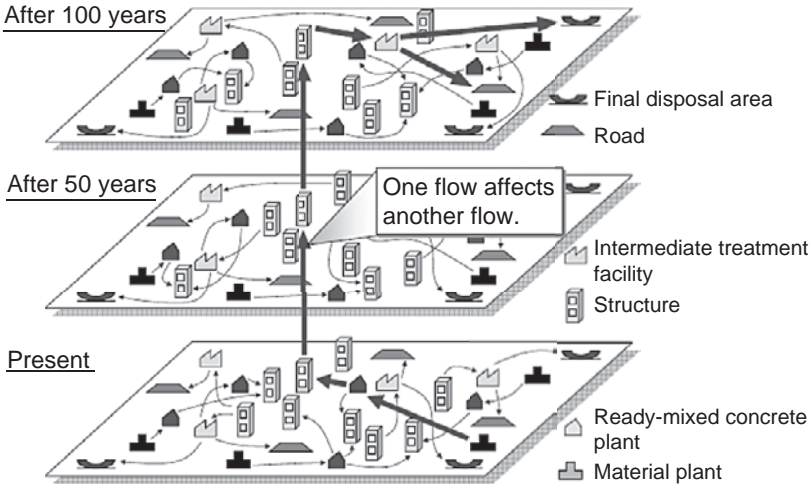 After 100 years
Final disposal area
Road
After 50 years
One flow affects
another flow.
Intermediate treatment
facility
Structure
Present
Ready-mixed concrete
plant
Material plant